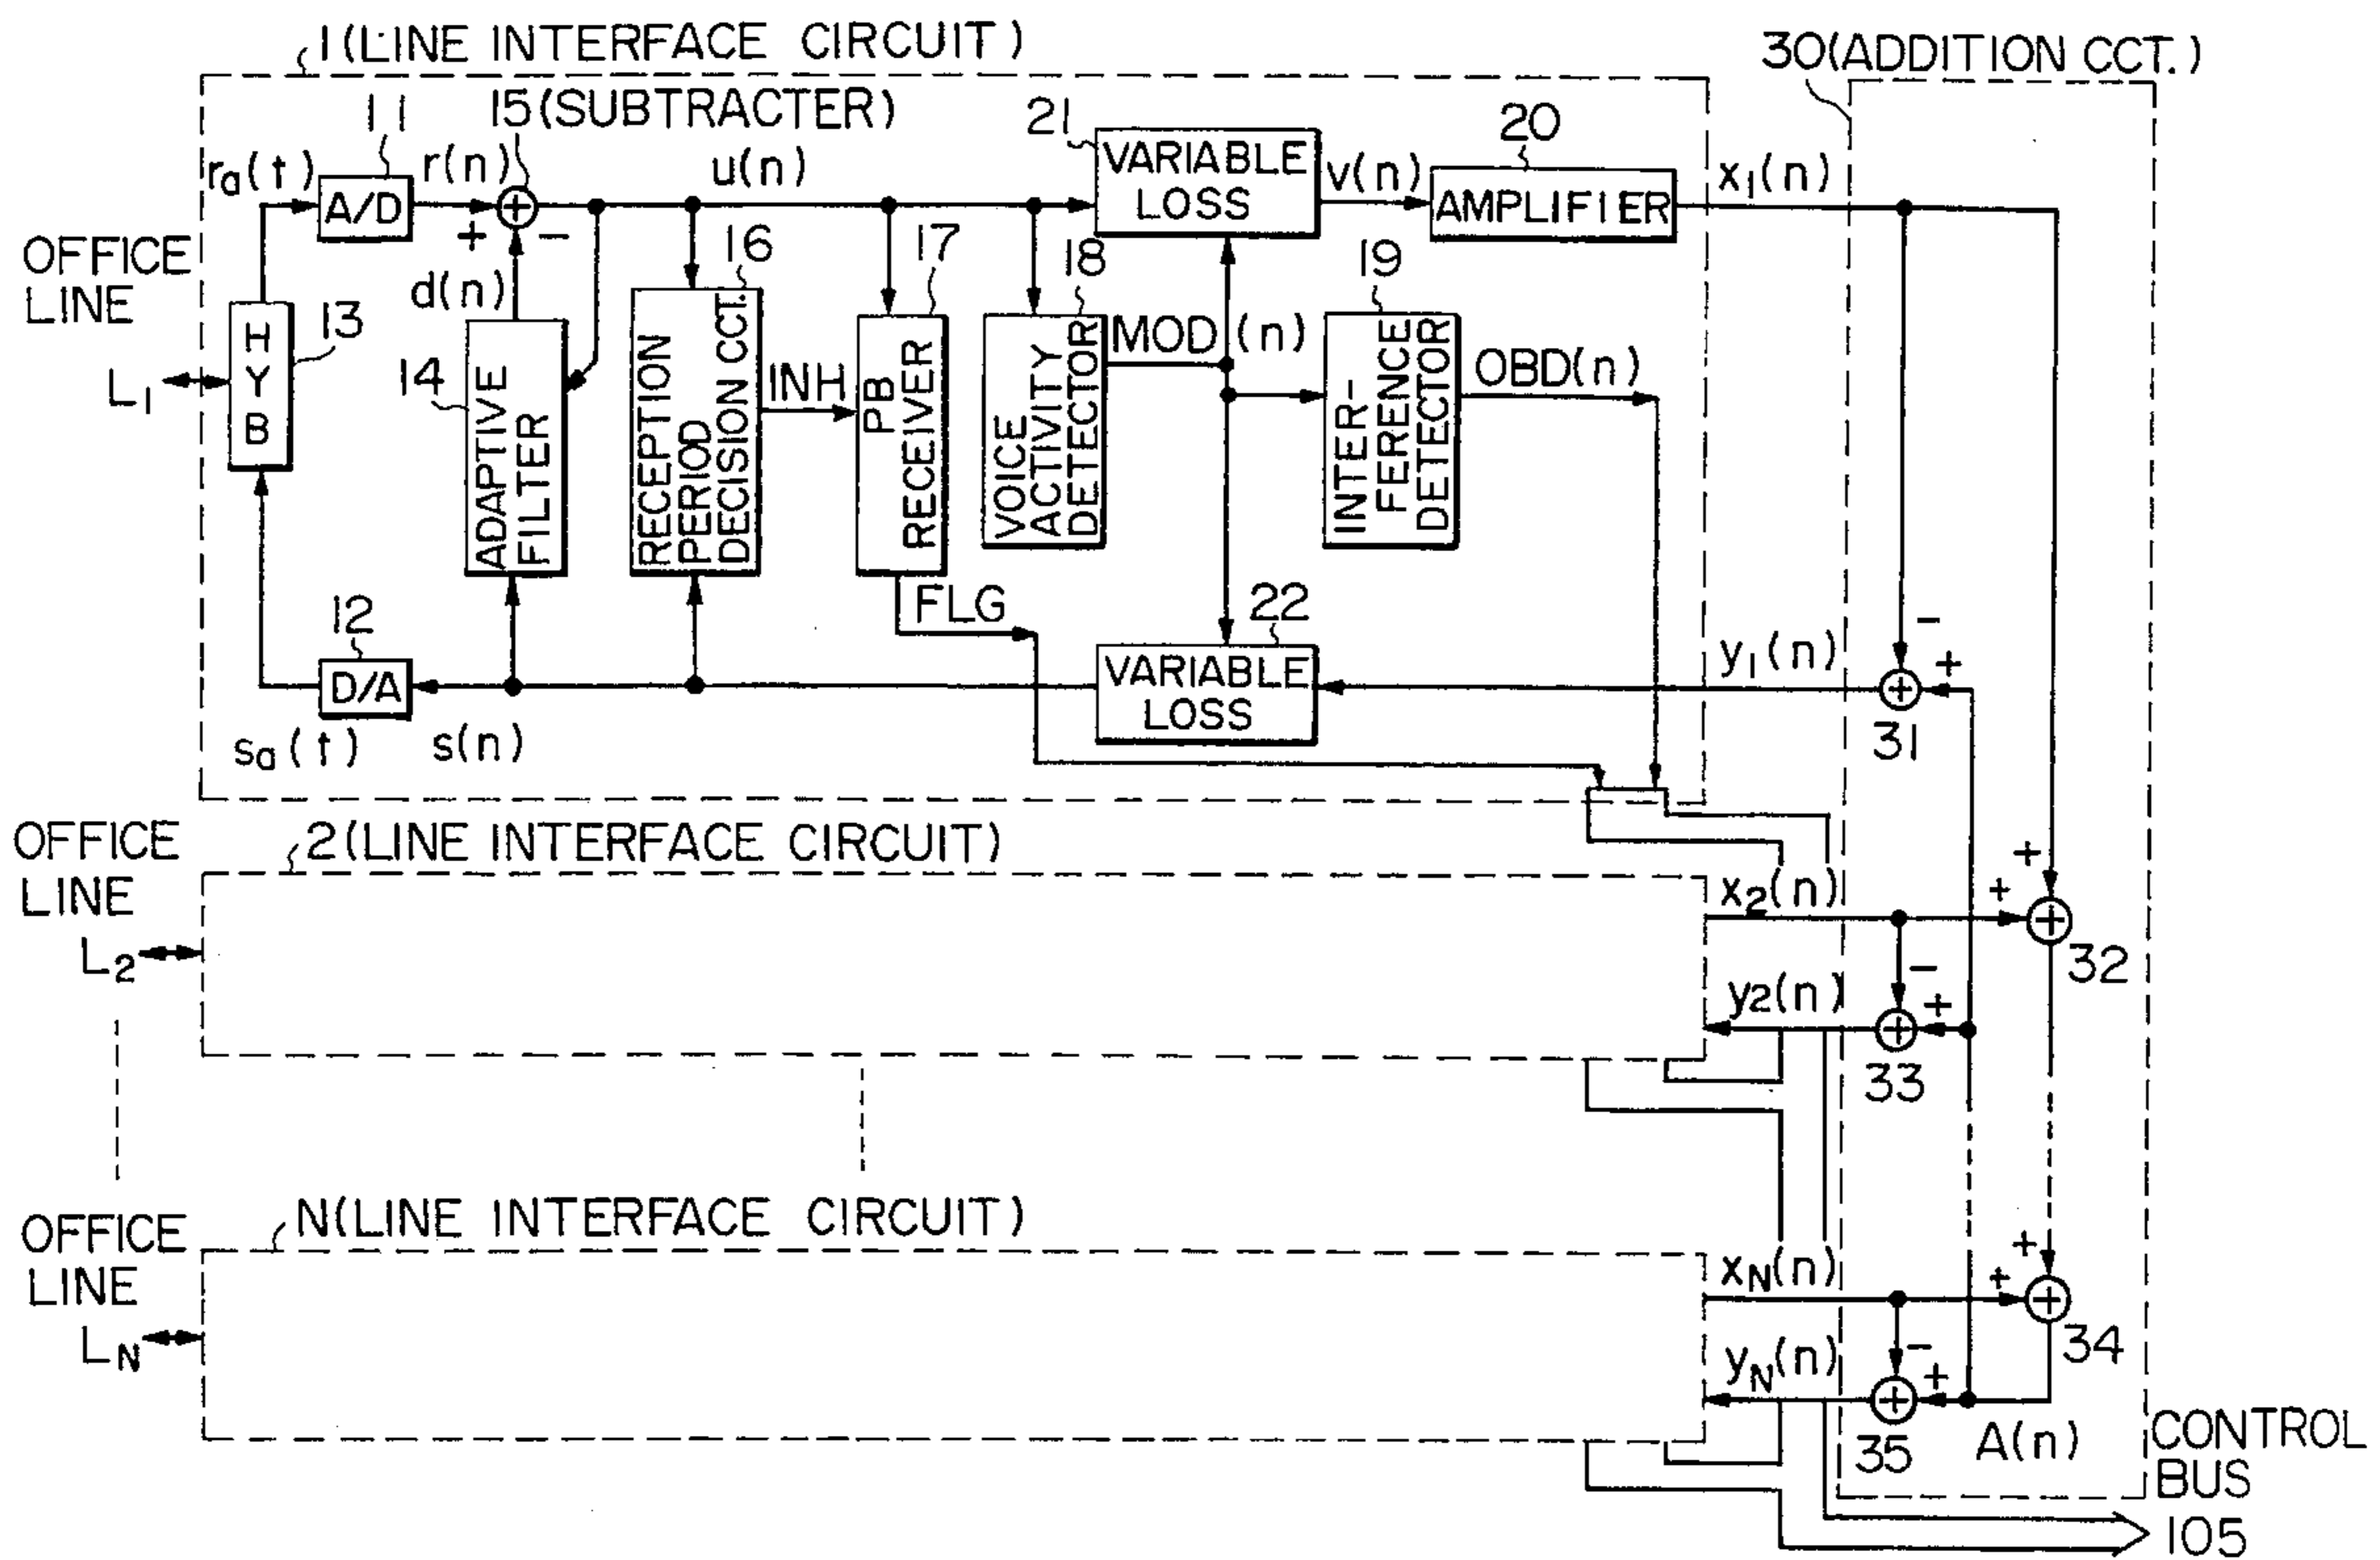 1 (LINE INTERFACE CIRCUIT)
30 (ADDITION CCT.)
11
15 (SUBTRACTER)
21
20
ra(t)
r(n)
u(n)
VARIABLE
LOSS
v(n)
x1(n)
A/D
+
+
−
AMPLIFIER
OFFICE
LINE
d(n)
16
17
18
19
HYB
13
L1
14
ADAPTIVE
FILTER
RECEPTION
PERIOD
DECISION CCT.
INH
PB
RECEIVER
VOICE
ACTIVITY
DETECTOR
MOD (n)
INTER-
FERENCE
DETECTOR
OBD(n)
12
FLG
22
−
y1(n)
+
D/A
VARIABLE
LOSS
+
31
sa(t)
s(n)
OFFICE
LINE
L2
2 (LINE INTERFACE CIRCUIT)
+
x2(n)
+
+
32
−
y2(n)
+
+
33
OFFICE
LINE
LN
N(LINE INTERFACE CIRCUIT)
+
xN(n)
+
+
34
−
yN(n)
+
+
35
A(n)
CONTROL
BUS
105